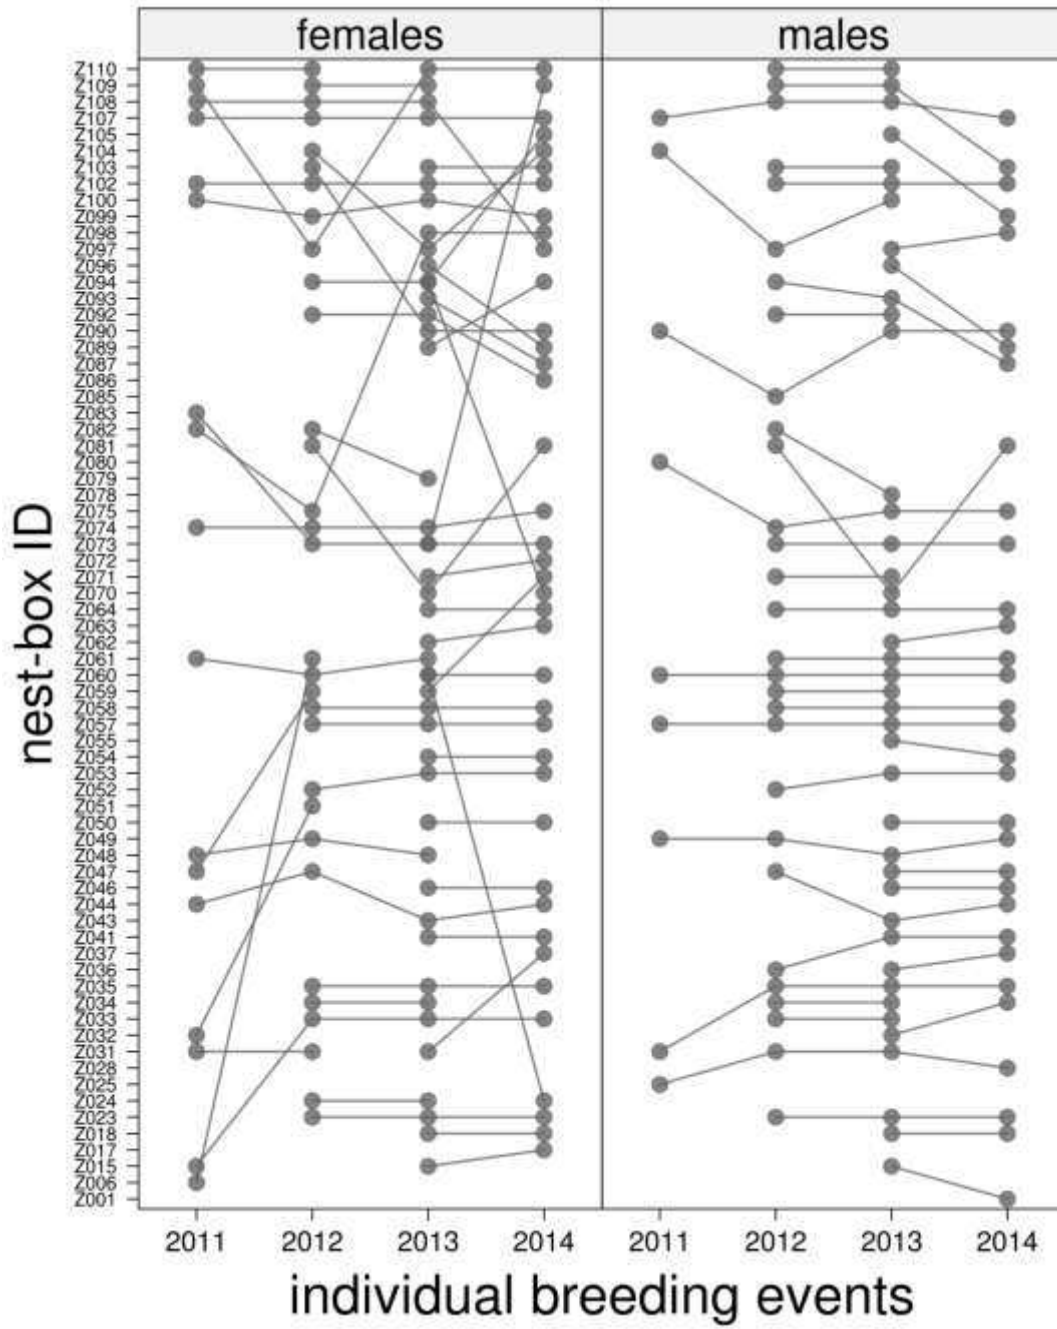 females males
Z110
Z109
Z108
Z107
Z105
Z104
Z103
Z102
Z100
Z099
Z098
Z097
Z096
Z094
Z093
Z092
Z090
Z089
Z087
Z086
Z085
Z083
Z082
Z081
Z080
Z079
Z078
Z075
Z074
Z073
Z072
Z071
Z070
Z064
Z063
Z062
Z061
Z060
Z059
Z058
Z057
Z055
Z054
Z053
Z052
Z051
Z050
Z049
Z048
Z047
Z046
Z044
Z043
Z041
Z037
Z036
Z035
Z034
Z033
Z032
Z031
Z028
Z025
Z024
Z023
Z018
Z017
Z015
Z006
Z001
nest-box ID
2011 2012 2013 2014 2011 2012 2013 2014
individual breeding events